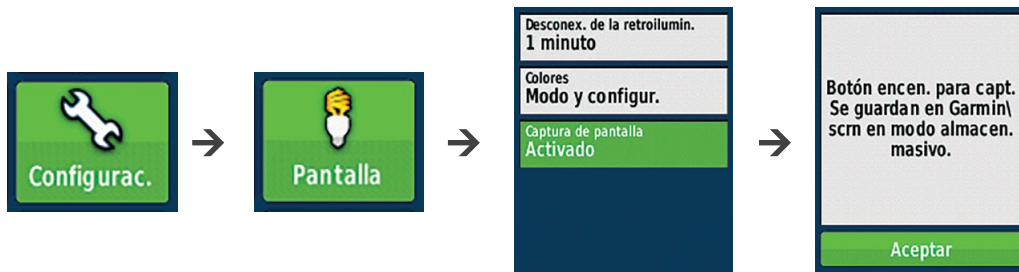 Configurac.
Pantalla
Desconex. de la retroilumin.
1 minuto
Colores
Modo y configur.
Captura de pantalla
Activado
Botón encen. para capt.
Se guardan en Garmin\
scrn en modo almacen.
masivo.
Aceptar